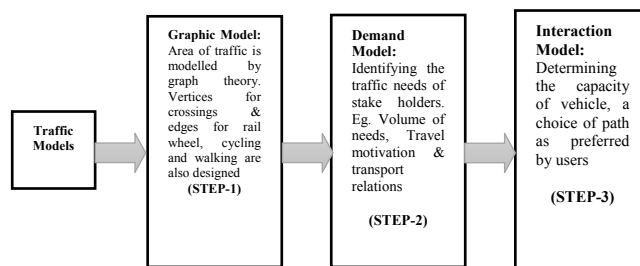 Traffic
Models
Graphic Model:
Area of traffic is
modelled by
graph theory.
Vertices for
crossings &
edges for rail
wheel, cycling
and walking are
also designed
(STEP-1)
Demand
Model:
Identifying the
traffic needs of
stake holders.
Eg. Volume of
needs, Travel
motivation &
transport
relations
(STEP-2)
Interaction
Model:
Determining
the capacity
of vehicle, a
choice of path
as preferred
by users
(STEP-3)